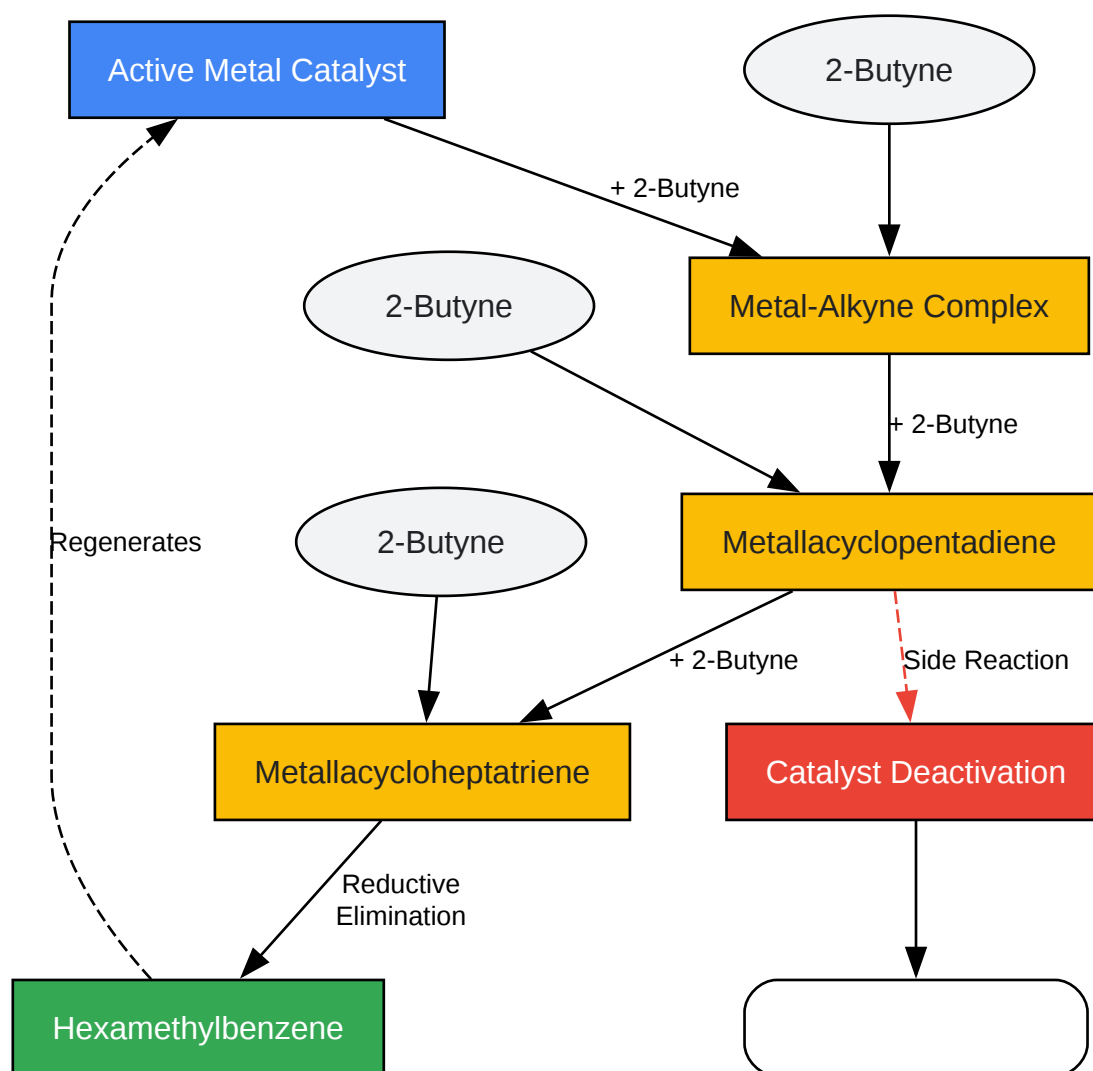 Active Metal Catalyst
2-Butyne
+ 2-Butyne
2-Butyne
Metal-Alkyne Complex
+ 2-Butyne
Regenerates
2-Butyne
Metallacyclopentadiene
+ 2-Butyne
Side Reaction
Metallacycloheptatriene
Catalyst Deactivation
Reductive
Elimination
Hexamethylbenzene